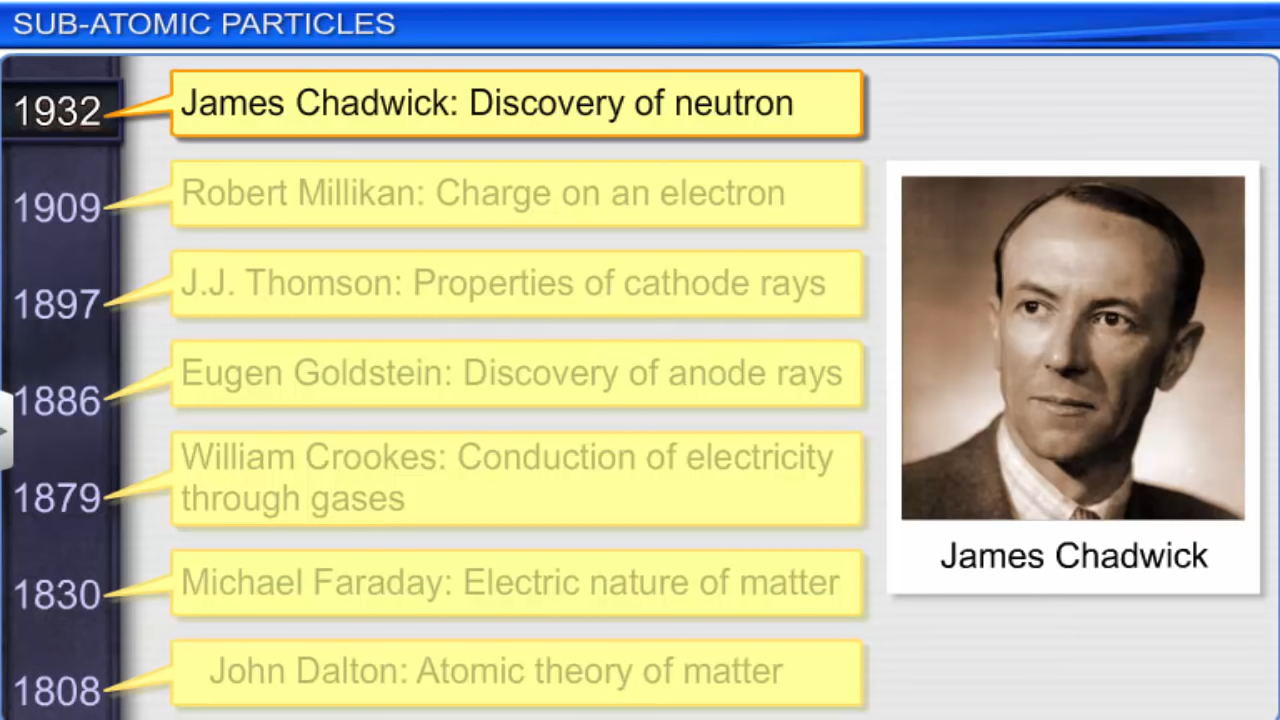 SUB-ATOMIC PARTICLES
1932
James Chadwick: Discovery of neutron
1909
Robert Millikan: Charge on an electron
1897
J.J. Thomson: Properties of cathode rays
1886
Eugen Goldstein: Discovery of anode rays
1879
William Crookes: Conduction of electricity
through gases
1830
Michael Faraday: Electric nature of matter
1808
John Dalton: Atomic theory of matter
James Chadwick